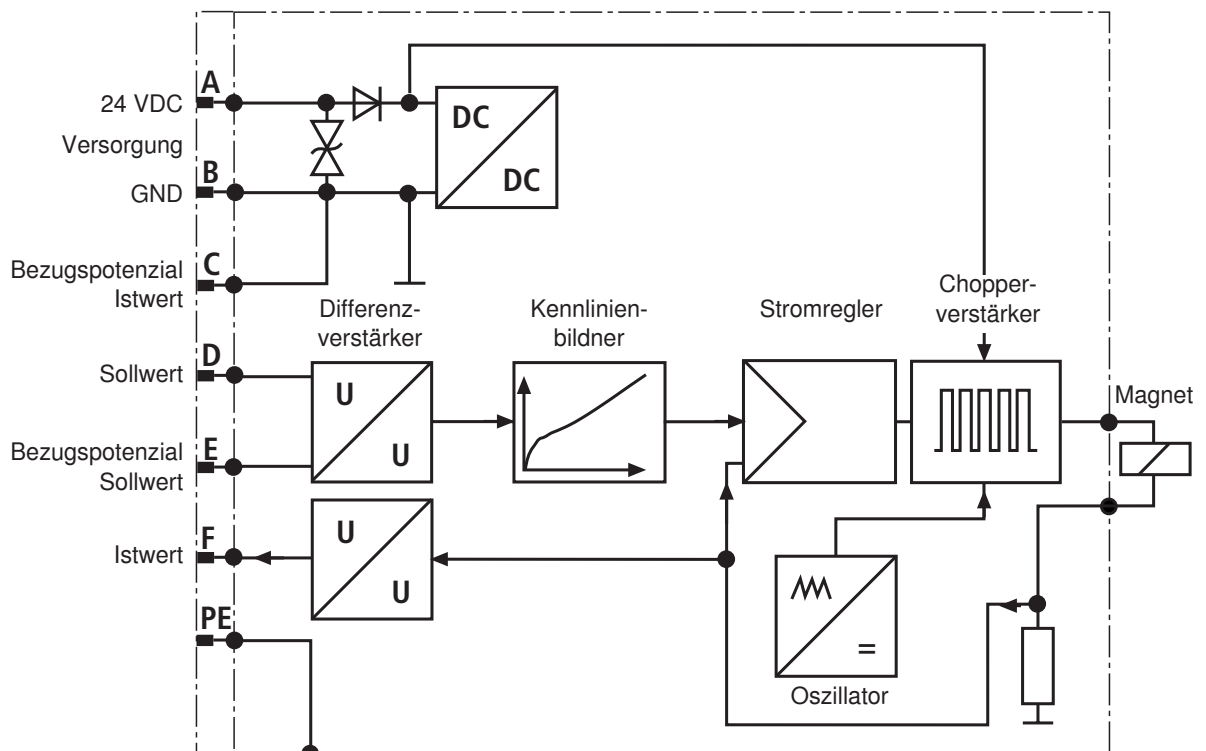 A
24 VDC
Versorgung
B
GND
DC
DC
C
Bezugspotenzial
Istwert
Differenz-
verstärker
Kennlinien-
bildner
Stromregler
Chopper-
verstärker
D
Sollwert
U
U
Magnet
E
Bezugspotenzial
Sollwert
F
Istwert
U
U
=
Oszillator
PE